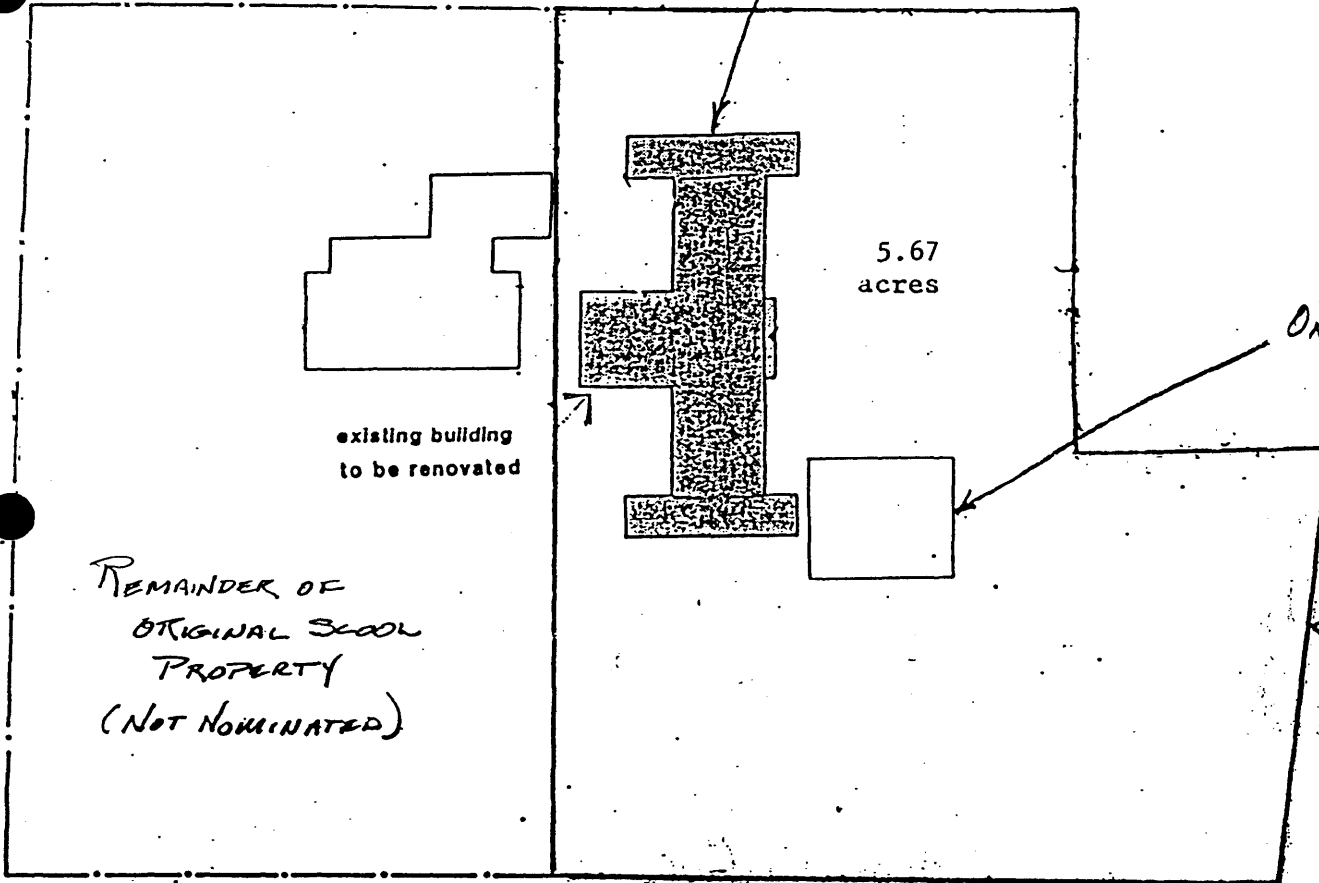 5.67
acres
existing building
to be renovated
REMAINDER OF
ORIGINAL SCOOL
PROPERTY
(NOT NOMINATED)